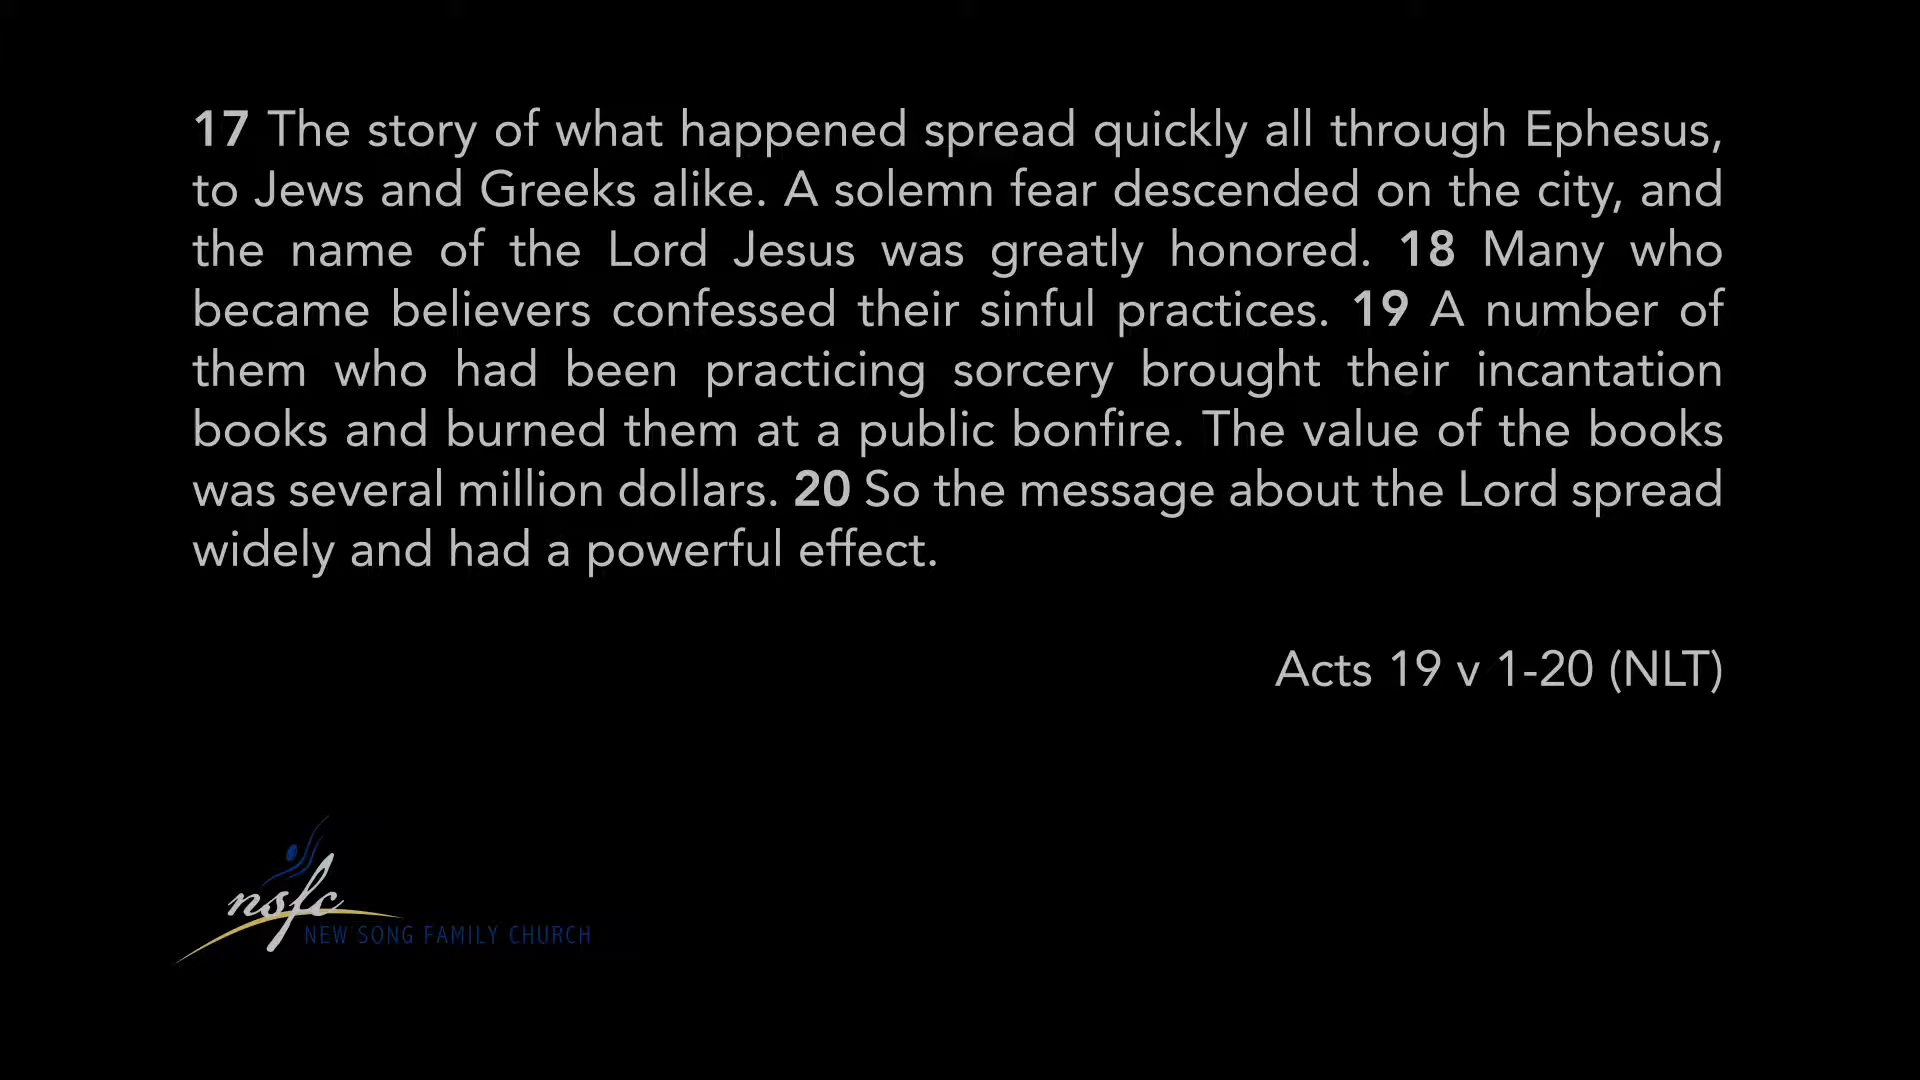 17 The story of what happened spread quickly all through Ephesus,
to Jews and Greeks alike. A solemn fear descended on the city, and
the name of the Lord Jesus was greatly honored. 18 Many who
became believers confessed their sinful practices. 19 A number of
them who had been practicing sorcery brought their incantation
books and burned them at a public bonfire. The value of the books
was several million dollars. 20 So the message about the Lord spread
widely and had a powerful effect.
Acts 19 v 1-20 (NLT)
nsfc
NEW SONG FAMILY CHURCH